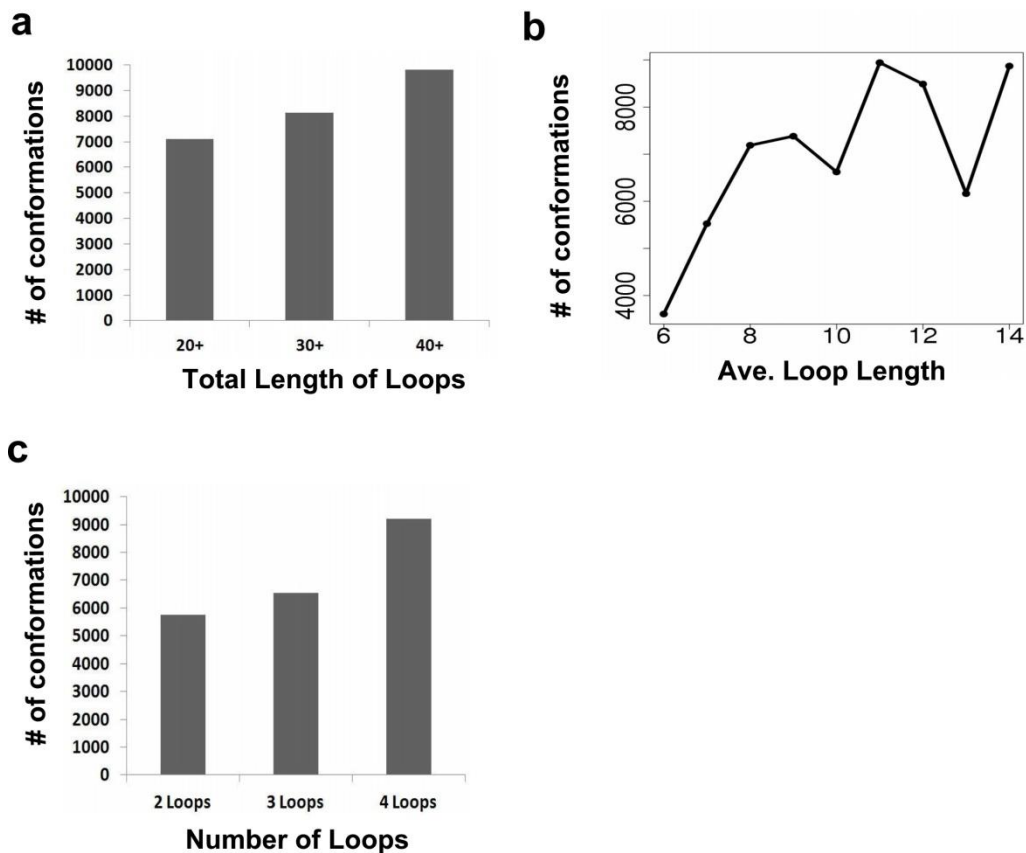 a
# of conformations
10000
9000
8000
7000
6000
5000
4000
3000
2000
1000
0
20+ 30+ 40+
Total Length of Loops
b
# of conformations
8000
6000
4000
6 8 10 12 14
Ave. Loop Length
c
# of conformations
10000
9000
8000
7000
6000
5000
4000
3000
2000
1000
0
2 Loops 3 Loops 4 Loops
Number of Loops